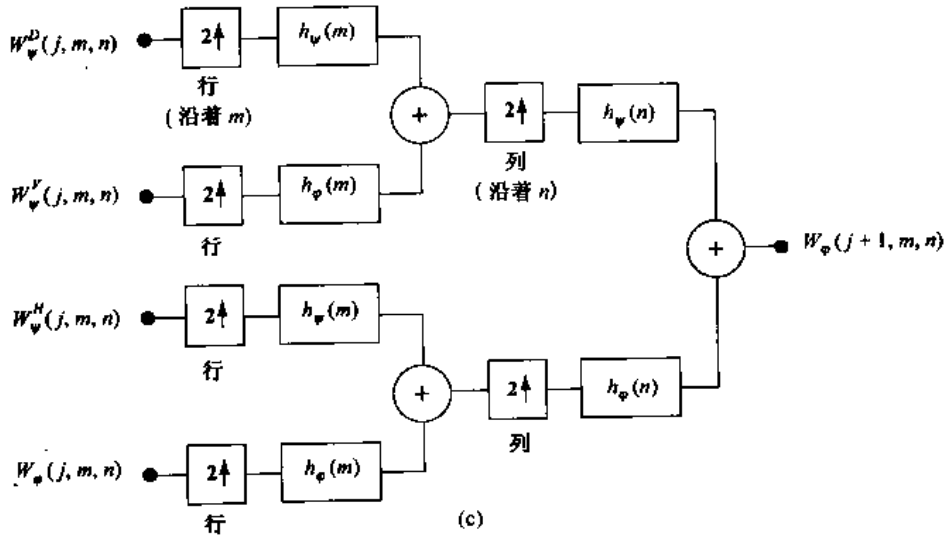 W_ψ^D(j, m, n)
2↑
h_ψ(m)
行
(沿着 m)
+
2↑
h_ψ(n)
列
(沿着 n)
W_ψ^V(j, m, n)
2↑
h_φ(m)
行
+
W_φ(j + 1, m, n)
W_ψ^H(j, m, n)
2↑
h_ψ(m)
行
+
2↑
h_φ(n)
列
W_φ(j, m, n)
2↑
h_φ(m)
行
(c)